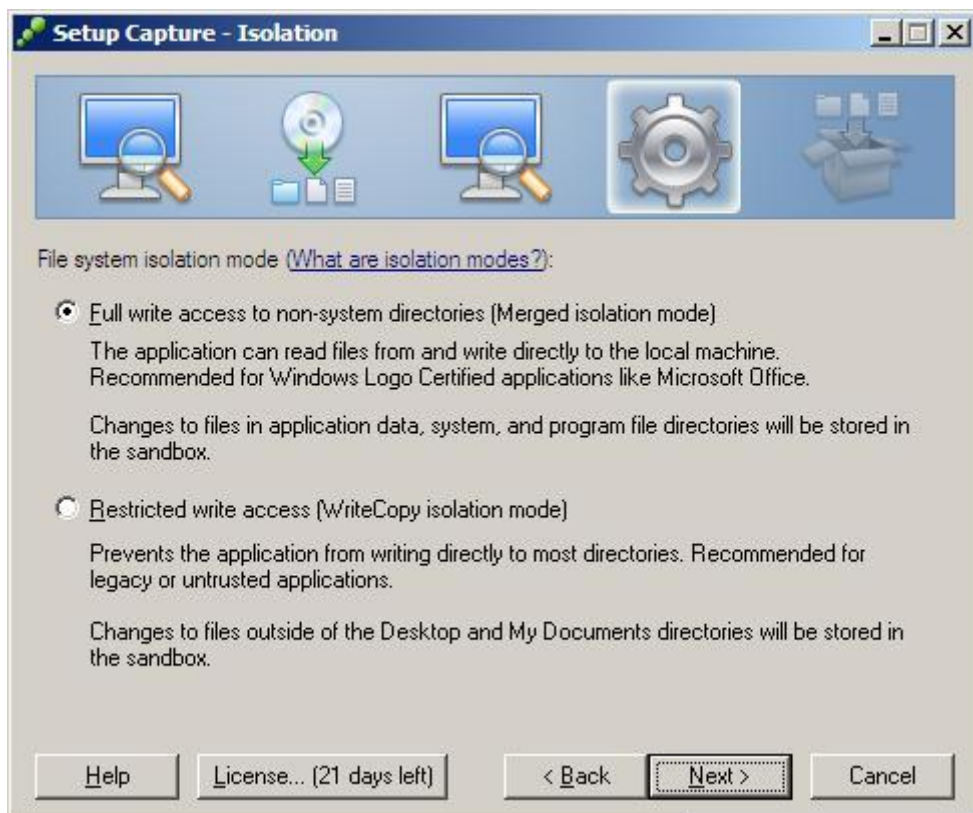 Setup Capture - Isolation
File system isolation mode (What are isolation modes?):
Full write access to non-system directories (Merged isolation mode)
The application can read files from and write directly to the local machine.
Recommended for Windows Logo Certified applications like Microsoft Office.
Changes to files in application data, system, and program file directories will be stored in
the sandbox.
Restricted write access (WriteCopy isolation mode)
Prevents the application from writing directly to most directories. Recommended for
legacy or untrusted applications.
Changes to files outside of the Desktop and My Documents directories will be stored in
the sandbox.
Help License... (21 days left) < Back Next > Cancel